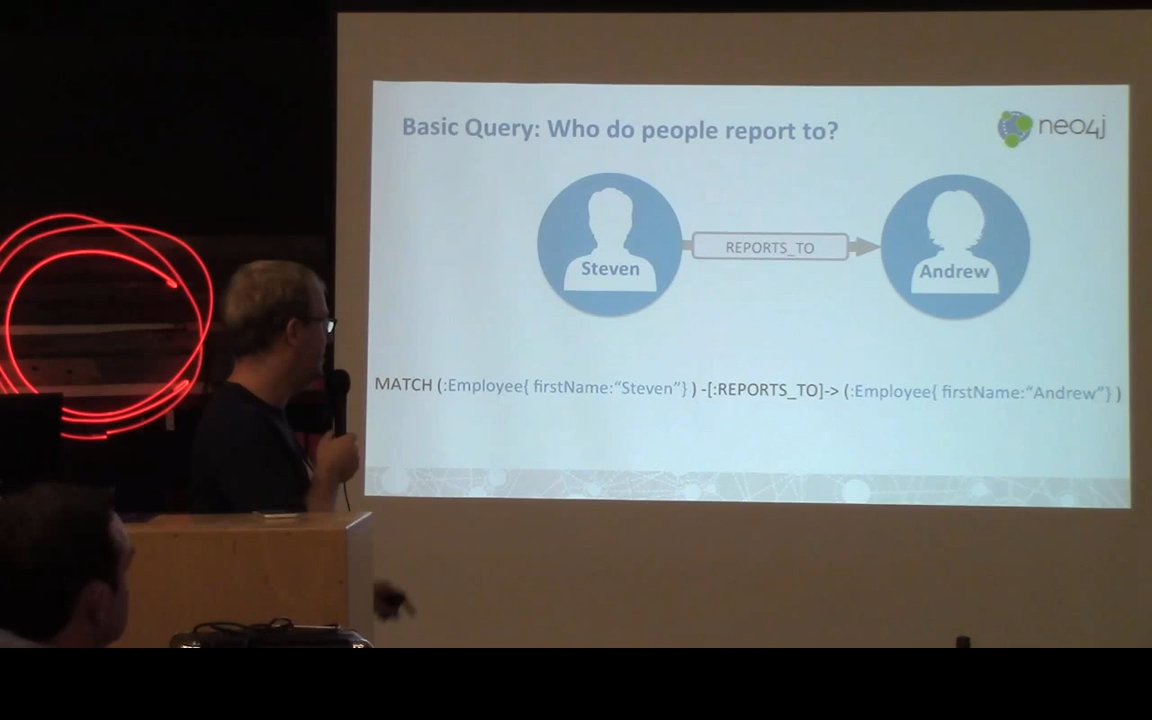 Basic Query: Who do people report to?
neo4j
Steven
REPORTS_TO
Andrew
MATCH (:Employee{ firstName:“Steven”} ) -[:REPORTS_TO]-> (:Employee{ firstName:“Andrew”} )